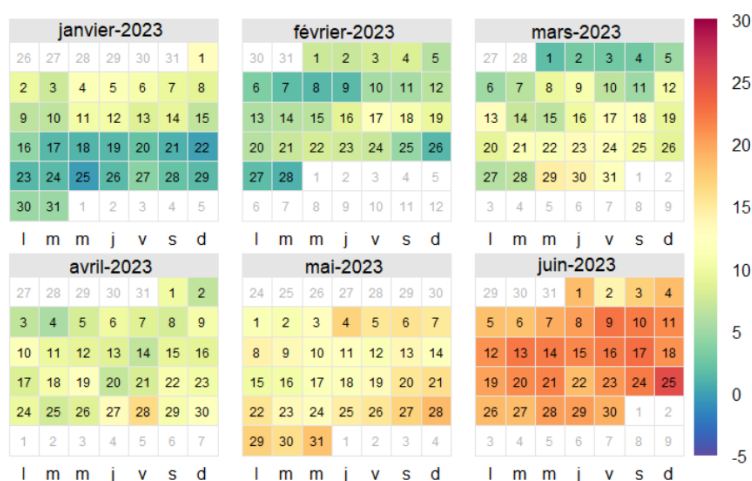 janvier-2023
26 27 28 29 30 31 1
2 3 4 5 6 7 8
9 10 11 12 13 14 15
16 17 18 19 20 21 22
23 24 25 26 27 28 29
30 31 1 2 3 4 5
l m m j v s d
février-2023
30 31 1 2 3 4 5
6 7 8 9 10 11 12
13 14 15 16 17 18 19
20 21 22 23 24 25 26
27 28 1 2 3 4 5
6 7 8 9 10 11 12
l m m j v s d
mars-2023
27 28 1 2 3 4 5
6 7 8 9 10 11 12
13 14 15 16 17 18 19
20 21 22 23 24 25 26
27 28 29 30 31 1 2
3 4 5 6 7 8 9
l m m j v s d
avril-2023
27 28 29 30 31 1 2
3 4 5 6 7 8 9
10 11 12 13 14 15 16
17 18 19 20 21 22 23
24 25 26 27 28 29 30
1 2 3 4 5 6 7
l m m j v s d
mai-2023
24 25 26 27 28 29 30
1 2 3 4 5 6 7
8 9 10 11 12 13 14
15 16 17 18 19 20 21
22 23 24 25 26 27 28
29 30 31 1 2 3 4
l m m j v s d
juin-2023
29 30 31 1 2 3 4
5 6 7 8 9 10 11
12 13 14 15 16 17 18
19 20 21 22 23 24 25
26 27 28 29 30 1 2
3 4 5 6 7 8 9
l m m j v s d
30
20
10
0
-5